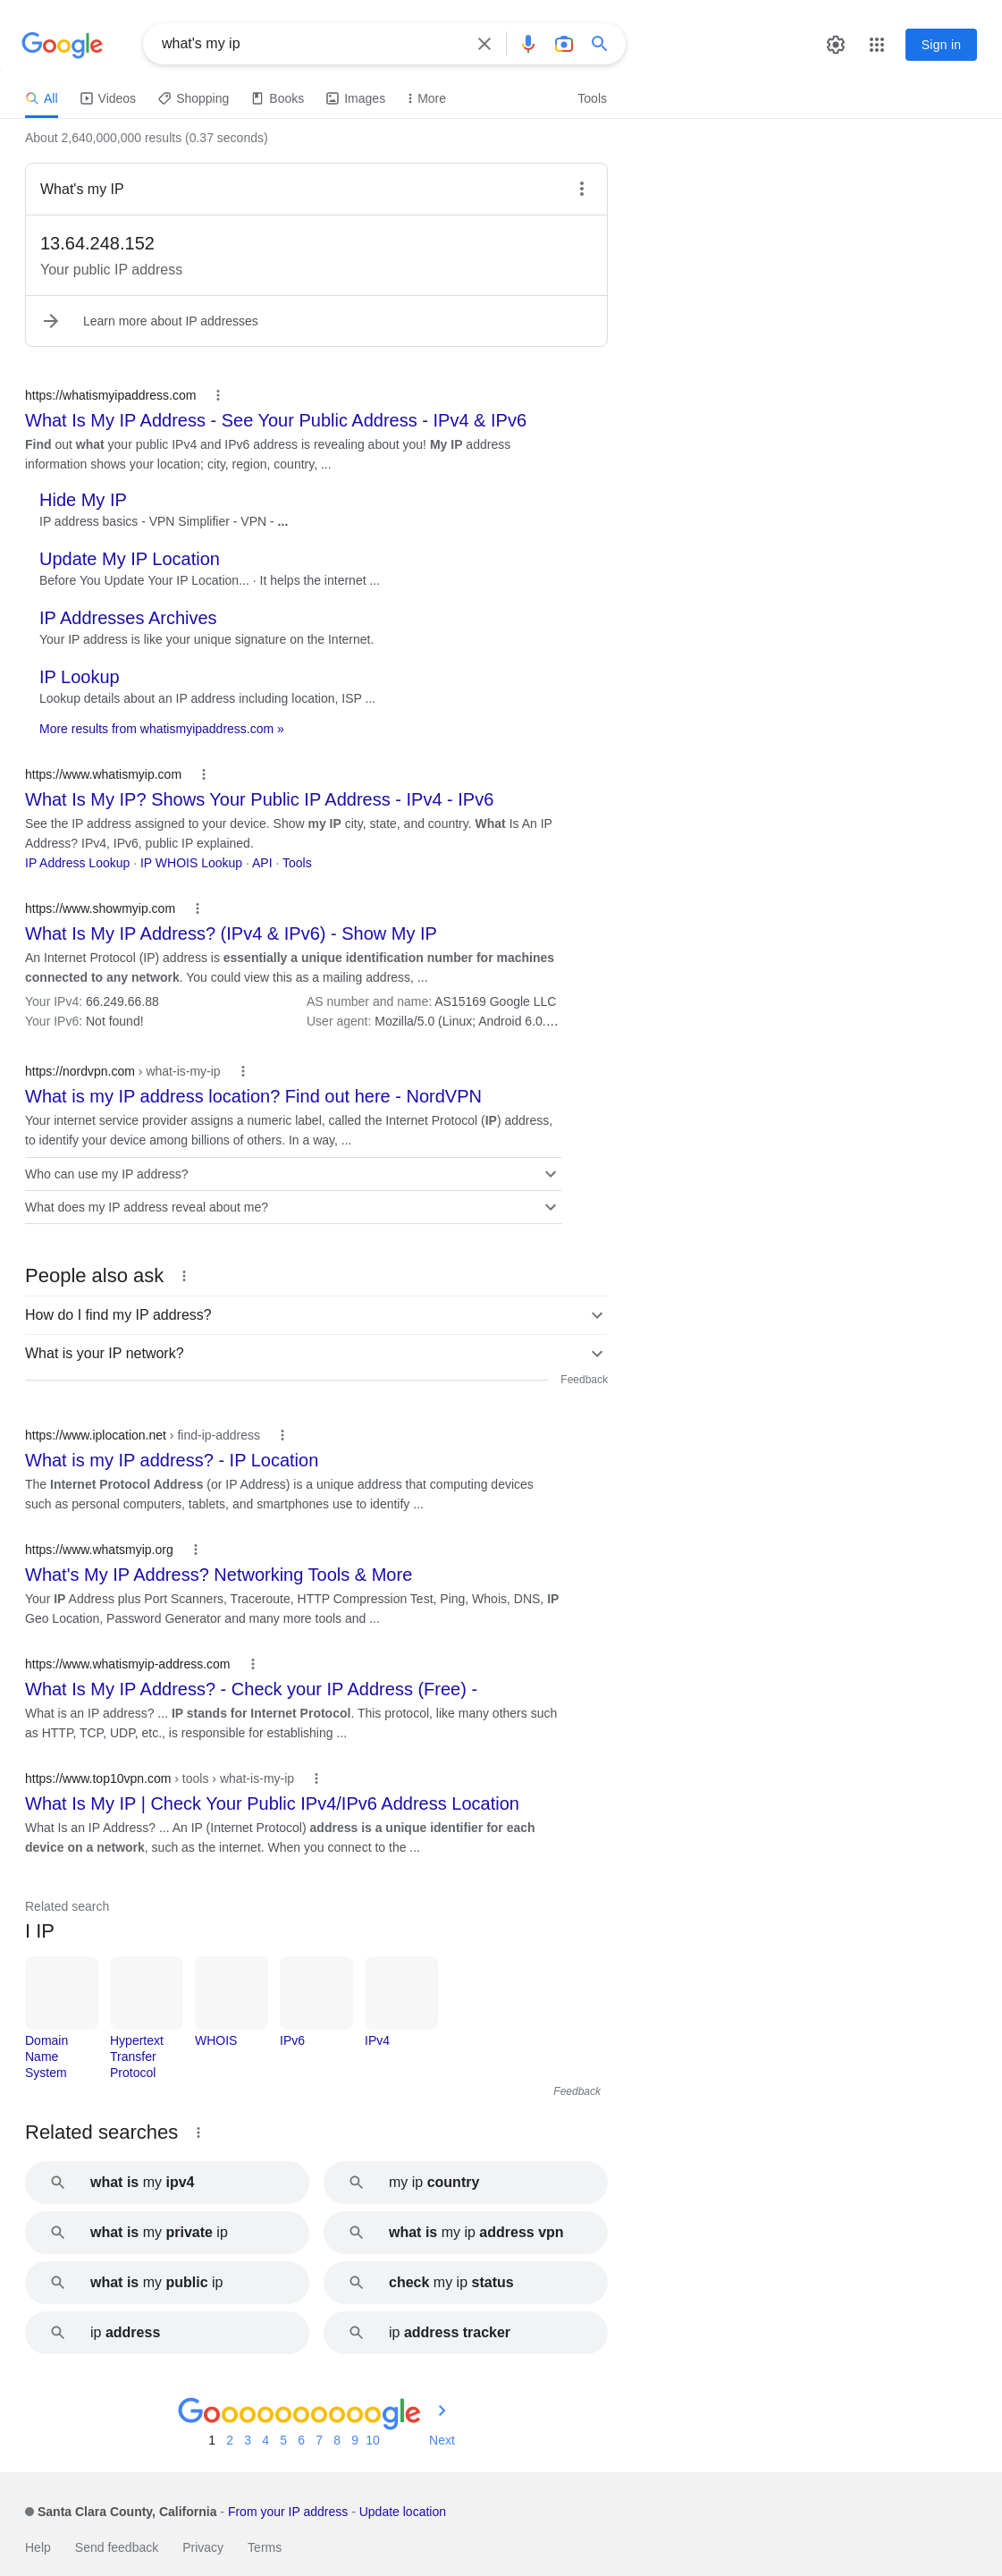 Google
what's my ip
Sign in
All
Videos
Shopping
Books
Images
More
Tools
About 2,640,000,000 results (0.37 seconds)
What's my IP
13.64.248.152
Your public IP address
Learn more about IP addresses
https://whatismyipaddress.com
What Is My IP Address - See Your Public Address - IPv4 & IPv6
Find out what your public IPv4 and IPv6 address is revealing about you! My IP address
information shows your location; city, region, country, ...
Hide My IP
IP address basics - VPN Simplifier - VPN - ...
Update My IP Location
Before You Update Your IP Location... · It helps the internet ...
IP Addresses Archives
Your IP address is like your unique signature on the Internet.
IP Lookup
Lookup details about an IP address including location, ISP ...
More results from whatismyipaddress.com »
https://www.whatismyip.com
What Is My IP? Shows Your Public IP Address - IPv4 - IPv6
See the IP address assigned to your device. Show my IP city, state, and country. What Is An IP
Address? IPv4, IPv6, public IP explained.
IP Address Lookup · IP WHOIS Lookup · API · Tools
https://www.showmyip.com
What Is My IP Address? (IPv4 & IPv6) - Show My IP
An Internet Protocol (IP) address is essentially a unique identification number for machines
connected to any network. You could view this as a mailing address, ...
Your IPv4: 66.249.66.88
AS number and name: AS15169 Google LLC
Your IPv6: Not found!
User agent: Mozilla/5.0 (Linux; Android 6.0....
https://nordvpn.com › what-is-my-ip
What is my IP address location? Find out here - NordVPN
Your internet service provider assigns a numeric label, called the Internet Protocol (IP) address,
to identify your device among billions of others. In a way, ...
Who can use my IP address?
What does my IP address reveal about me?
People also ask
How do I find my IP address?
What is your IP network?
Feedback
https://www.iplocation.net › find-ip-address
What is my IP address? - IP Location
The Internet Protocol Address (or IP Address) is a unique address that computing devices
such as personal computers, tablets, and smartphones use to identify ...
https://www.whatsmyip.org
What's My IP Address? Networking Tools & More
Your IP Address plus Port Scanners, Traceroute, HTTP Compression Test, Ping, Whois, DNS, IP
Geo Location, Password Generator and many more tools and ...
https://www.whatismyip-address.com
What Is My IP Address? - Check your IP Address (Free) -
What is an IP address? ... IP stands for Internet Protocol. This protocol, like many others such
as HTTP, TCP, UDP, etc., is responsible for establishing ...
https://www.top10vpn.com › tools › what-is-my-ip
What Is My IP | Check Your Public IPv4/IPv6 Address Location
What Is an IP Address? ... An IP (Internet Protocol) address is a unique identifier for each
device on a network, such as the internet. When you connect to the ...
Related search
I IP
Domain
Name
System
Hypertext
Transfer
Protocol
WHOIS
IPv6
IPv4
Feedback
Related searches
what is my ipv4
my ip country
what is my private ip
what is my ip address vpn
what is my public ip
check my ip status
ip address
ip address tracker
Goooooooooogle
1 2 3 4 5 6 7 8 9 10
Next
Santa Clara County, California - From your IP address - Update location
Help
Send feedback
Privacy
Terms